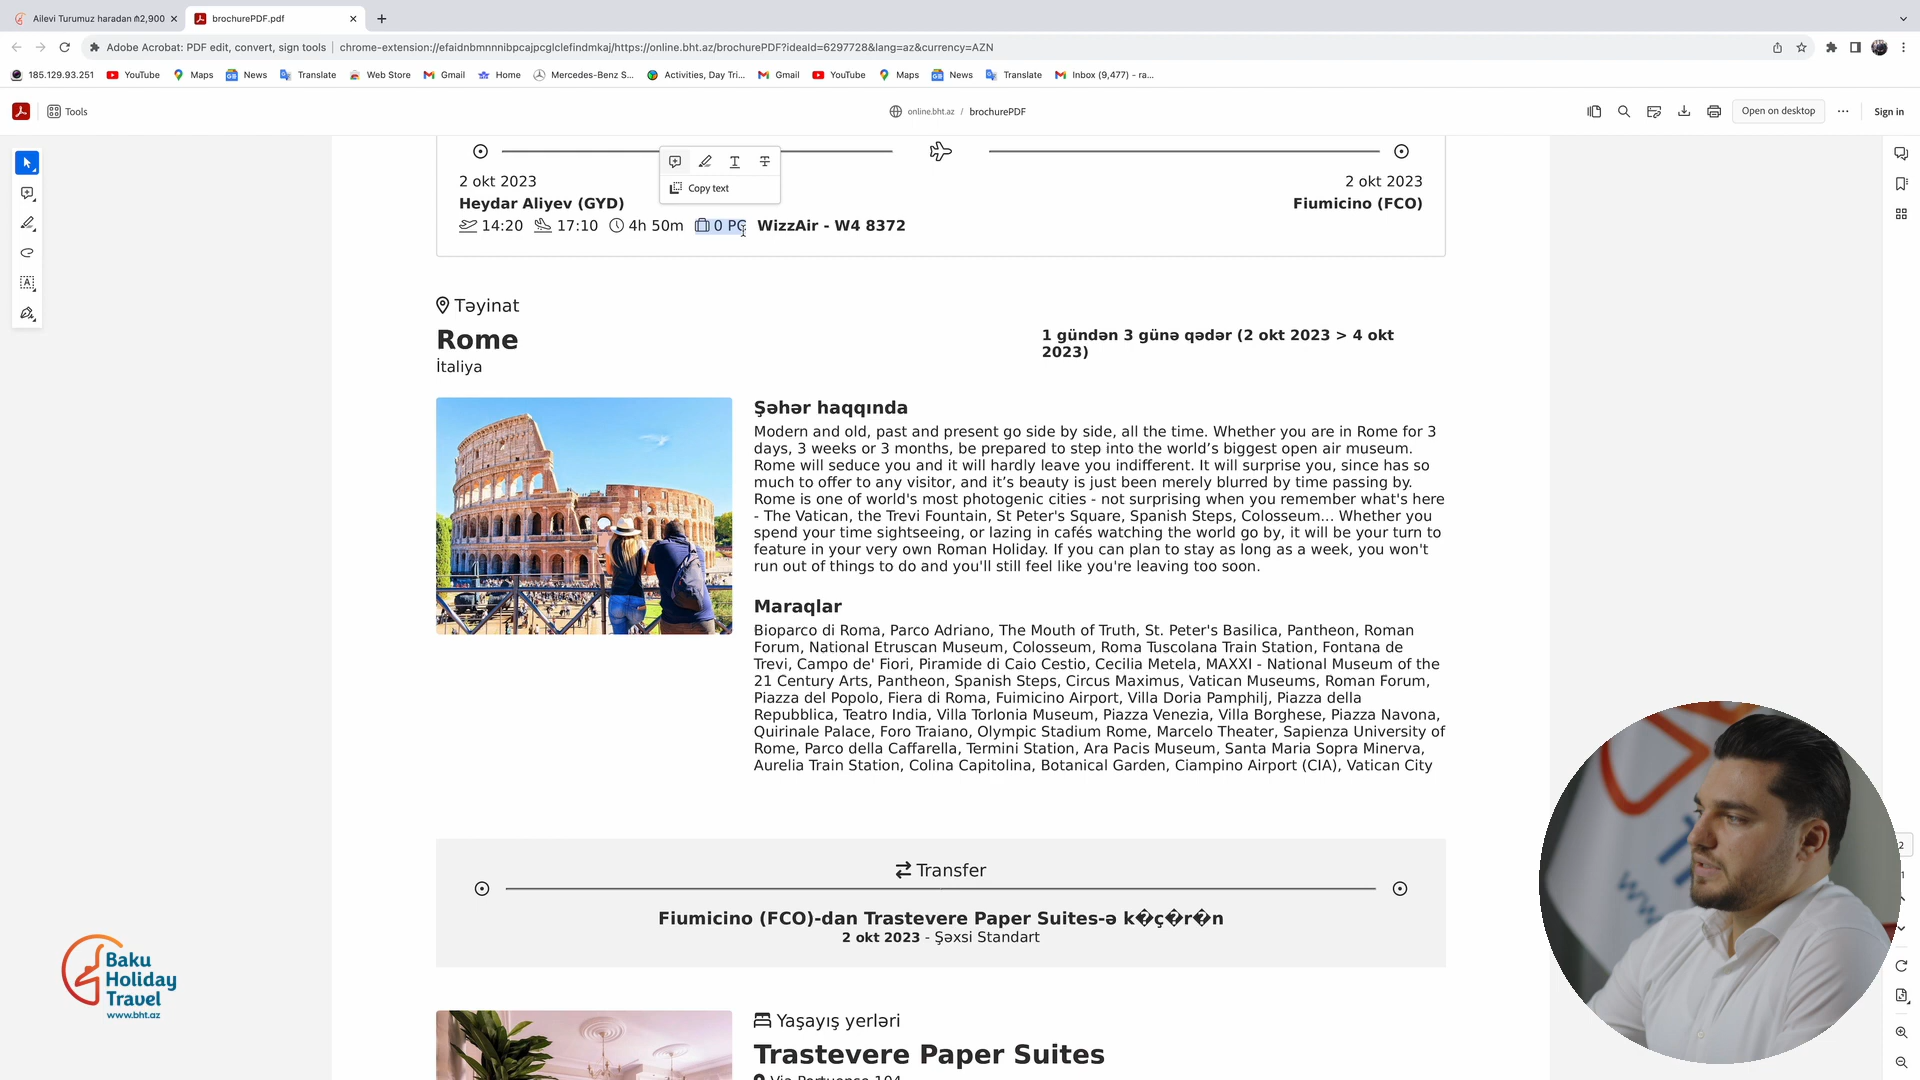 Ailevi Turumuz haradan ₼2,900
brochurePDF.pdf
Adobe Acrobat: PDF edit, convert, sign tools
chrome-extension://efaidnbmnnnibpcajpcglclefindmkaj/https://online.bht.az/brochurePDF?ideaId=6297728&lang=az&currency=AZN
185.129.93.251
YouTube
Maps
News
Translate
Web Store
Gmail
Home
Mercedes-Benz S...
Activities, Day Tri...
Gmail
YouTube
Maps
News
Translate
Inbox (9,477) - ra...
Tools
online.bht.az / brochurePDF
Open on desktop
Sign in
Copy text
2 okt 2023
2 okt 2023
Heydar Aliyev (GYD)
Fiumicino (FCO)
14:20 17:10 4h 50m 0 PC WizzAir - W4 8372
Təyinat
Rome
İtaliya
1 gündən 3 günə qədər (2 okt 2023 > 4 okt
2023)
Şəhər haqqında
Modern and old, past and present go side by side, all the time. Whether you are in Rome for 3
days, 3 weeks or 3 months, be prepared to step into the world’s biggest open air museum.
Rome will seduce you and it will hardly leave you indifferent. It will surprise you, since has so
much to offer to any visitor, and it’s beauty is just been merely blurred by time passing by.
Rome is one of world's most photogenic cities - not surprising when you remember what's here
- The Vatican, the Trevi Fountain, St Peter's Square, Spanish Steps, Colosseum... Whether you
spend your time sightseeing, or lazing in cafés watching the world go by, it will be your turn to
feature in your very own Roman Holiday. If you can plan to stay as long as a week, you won't
run out of things to do and you'll still feel like you're leaving too soon.
Maraqlar
Bioparco di Roma, Parco Adriano, The Mouth of Truth, St. Peter's Basilica, Pantheon, Roman
Forum, National Etruscan Museum, Colosseum, Roma Tuscolana Train Station, Fontana de
Trevi, Campo de' Fiori, Piramide di Caio Cestio, Cecilia Metela, MAXXI - National Museum of the
21 Century Arts, Pantheon, Spanish Steps, Circus Maximus, Vatican Museums, Roman Forum,
Piazza del Popolo, Fiera di Roma, Fuimicino Airport, Villa Doria Pamphilj, Piazza della
Repubblica, Teatro India, Villa Torlonia Museum, Piazza Venezia, Villa Borghese, Piazza Navona,
Quirinale Palace, Foro Traiano, Olympic Stadium Rome, Marcelo Theater, Sapienza University of
Rome, Parco della Caffarella, Termini Station, Ara Pacis Museum, Santa Maria Sopra Minerva,
Aurelia Train Station, Colina Capitolina, Botanical Garden, Ciampino Airport (CIA), Vatican City
Transfer
Fiumicino (FCO)-dan Trastevere Paper Suites-ə k�ç�r�n
2 okt 2023 - Şəxsi Standart
Yaşayış yerləri
Trastevere Paper Suites
Baku
Holiday
Travel
www.bht.az